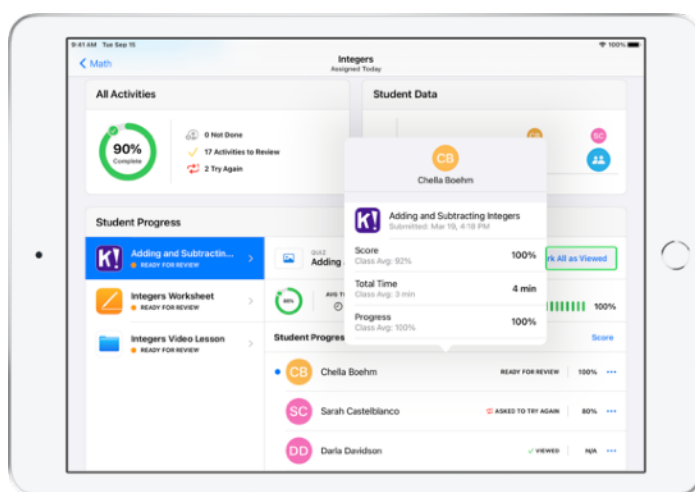 9:41 AM Tue Sep 15
100%
Math
Integers
Assigned Today
All Activities
90%
Complete
0 Not Done
17 Activities to Review
2 Try Again
Student Data
CB
SC
CB
Chella Boehm
K!
Adding and Subtracting Integers
Submitted: Mar 19, 4:18 PM
Score
Class Avg: 92%
100%
Total Time
Class Avg: 3 min
4 min
Progress
Class Avg: 100%
100%
Student Progress
K!
Adding and Subtractin...
READY FOR REVIEW
Integers Worksheet
READY FOR REVIEW
Integers Video Lesson
READY FOR REVIEW
QUIZ
Adding
rk All as Viewed
AVG T
100%
Student Progres
Score
CB
Chella Boehm
READY FOR REVIEW
100%
SC
Sarah Castelblanco
ASKED TO TRY AGAIN
80%
DD
Darla Davidson
VIEWED
N/A